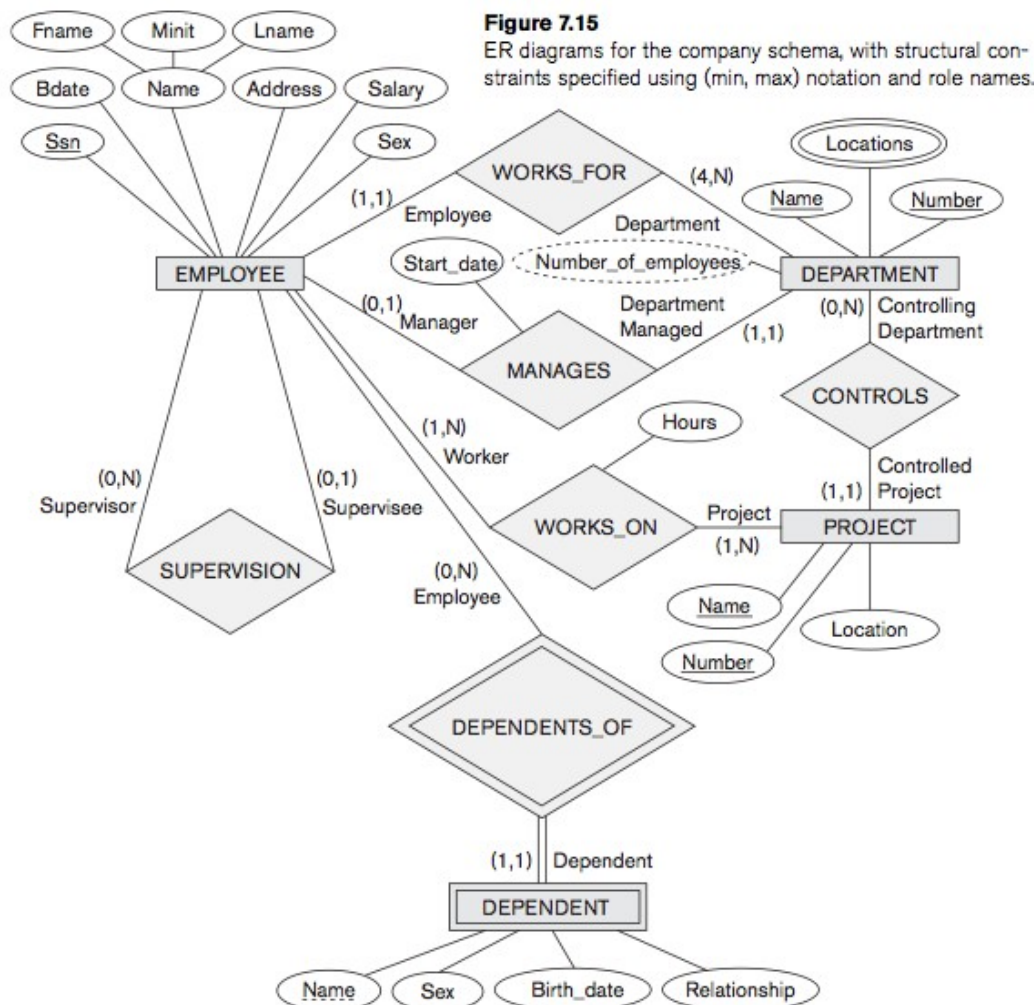 Figure 7.15
ER diagrams for the company schema, with structural con-
straints specified using (min, max) notation and role names.
Fname
Minit
Lname
Bdate
Name
Address
Salary
Ssn
Sex
WORKS_FOR
(1,1)
Employee
(4,N)
Department
Locations
Name
Number
EMPLOYEE
Start_date
Number_of_employees
DEPARTMENT
(0,1)
Manager
MANAGES
Department
Managed
(1,1)
(0,N)
Controlling
Department
CONTROLS
Hours
(1,N)
Worker
(0,N)
Supervisor
(0,1)
Supervisee
Controlled
Project
(1,1)
WORKS_ON
Project
(1,N)
PROJECT
SUPERVISION
(0,N)
Employee
Name
Location
Number
DEPENDENTS_OF
(1,1)
Dependent
DEPENDENT
Name
Sex
Birth_date
Relationship